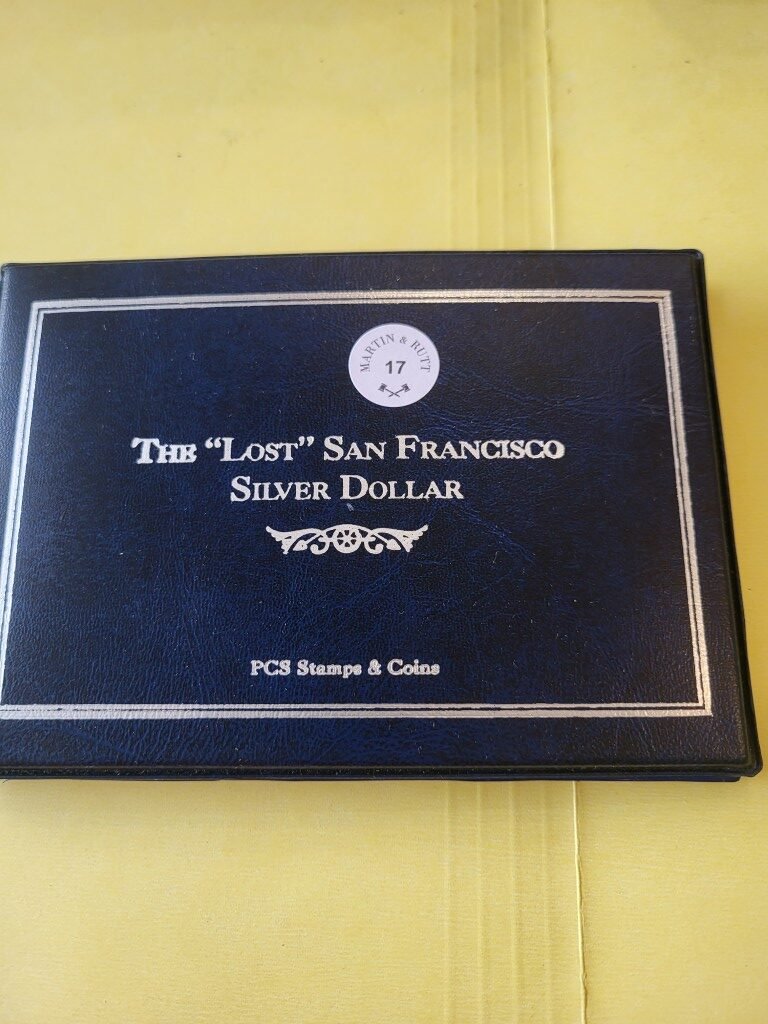 MARTIN & RUTT
17
THE “LOST” SAN FRANCISCO
SILVER DOLLAR
PCS Stamps & Coins